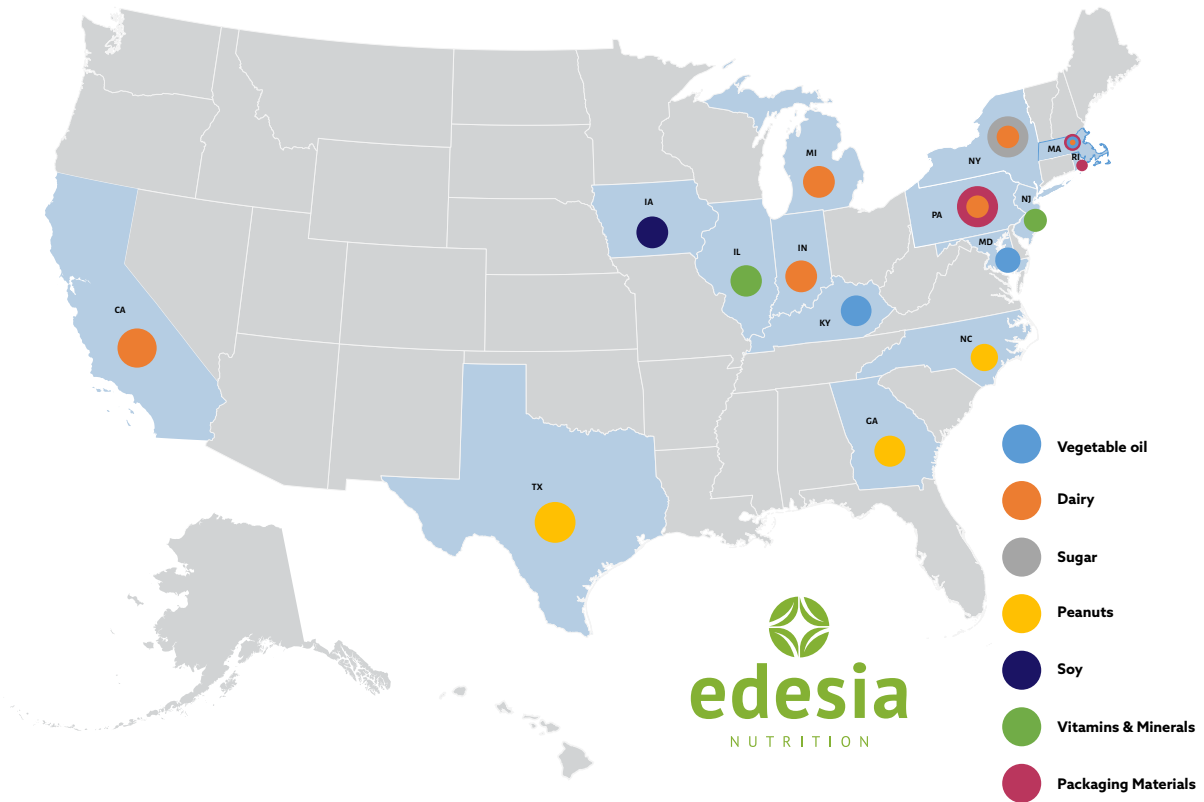 MI
NY
MA
RI
IA
PA
NJ
IL
IN
MD
CA
KY
NC
GA
TX
Vegetable oil
Dairy
Sugar
Peanuts
Soy
Vitamins & Minerals
Packaging Materials
edesia
NUTRITION